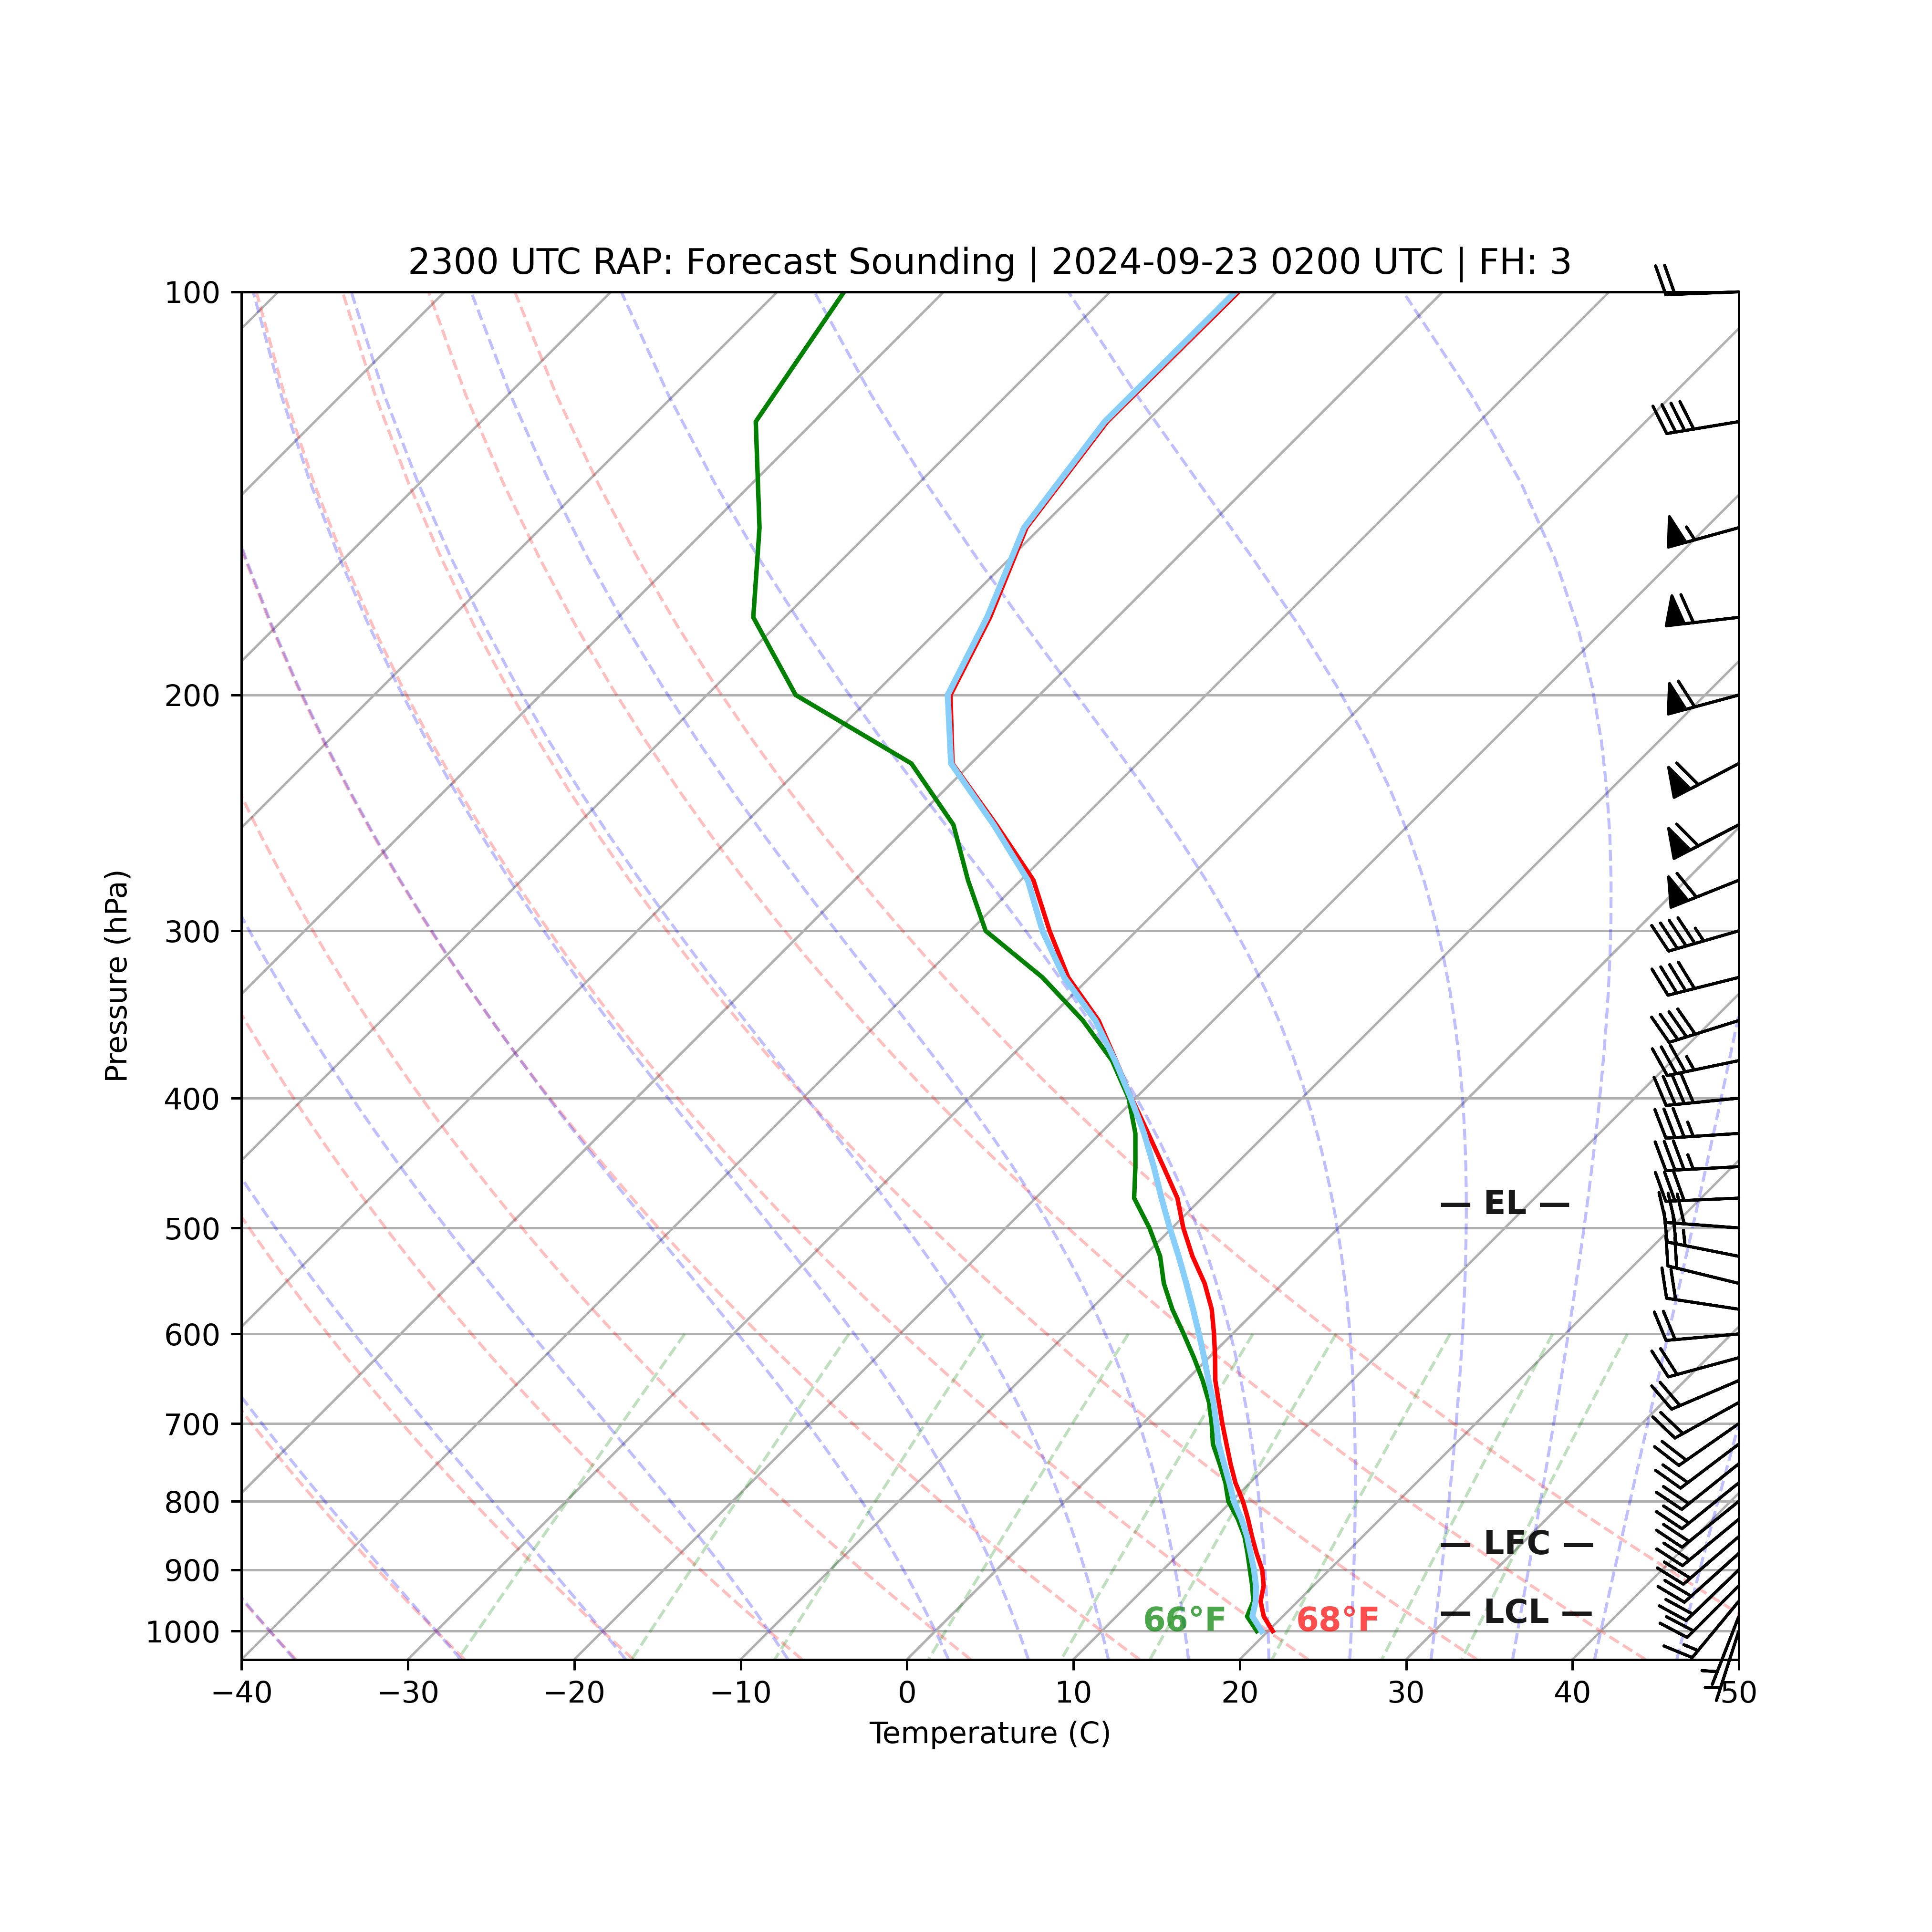 2300 UTC RAP: Forecast Sounding | 2024-09-23 0200 UTC | FH: 3
100
200
300
400
— EL —
500
600
700
800
— LFC —
900
— LCL —
66°F 68°F
1000
−40 −30 −20 −10 0 10 20 30 40 50
Temperature (C)
Pressure (hPa)